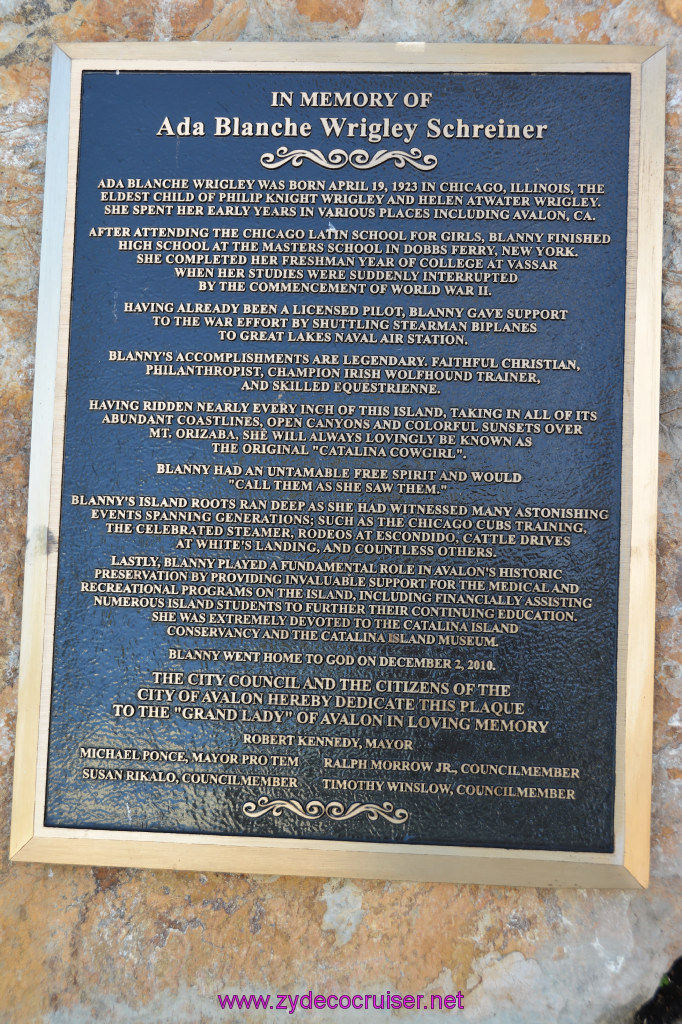 IN MEMORY OF
Ada Blanche Wrigley Schreiner
ADA BLANCHE WRIGLEY WAS BORN APRIL 19, 1923 IN CHICAGO, ILLINOIS, THE
ELDEST CHILD OF PHILIP KNIGHT WRIGLEY AND HELEN ATWATER WRIGLEY.
SHE SPENT HER EARLY YEARS IN VARIOUS PLACES INCLUDING AVALON, CA.
AFTER ATTENDING THE CHICAGO LATIN SCHOOL FOR GIRLS, BLANNY FINISHED
HIGH SCHOOL AT THE MASTERS SCHOOL IN DOBBS FERRY, NEW YORK.
SHE COMPLETED HER FRESHMAN YEAR OF COLLEGE AT VASSAR
WHEN HER STUDIES WERE SUDDENLY INTERRUPTED
BY THE COMMENCEMENT OF WORLD WAR II.
HAVING ALREADY BEEN A LICENSED PILOT, BLANNY GAVE SUPPORT
TO THE WAR EFFORT BY SHUTTLING STEARMAN BIPLANES
TO GREAT LAKES NAVAL AIR STATION.
BLANNY'S ACCOMPLISHMENTS ARE LEGENDARY. FAITHFUL CHRISTIAN,
PHILANTHROPIST, CHAMPION IRISH WOLFHOUND TRAINER,
AND SKILLED EQUESTRIENNE.
HAVING RIDDEN NEARLY EVERY INCH OF THIS ISLAND, TAKING IN ALL OF ITS
ABUNDANT COASTLINES, OPEN CANYONS AND COLORFUL SUNSETS OVER
MT. ORIZABA, SHE WILL ALWAYS LOVINGLY BE KNOWN AS
THE ORIGINAL "CATALINA COWGIRL".
BLANNY HAD AN UNTAMABLE FREE SPIRIT AND WOULD
"CALL THEM AS SHE SAW THEM."
BLANNY'S ISLAND ROOTS RAN DEEP AS SHE HAD WITNESSED MANY ASTONISHING
EVENTS SPANNING GENERATIONS; SUCH AS THE CHICAGO CUBS TRAINING,
THE CELEBRATED STEAMER, RODEOS AT ESCONDIDO, CATTLE DRIVES
AT WHITE'S LANDING, AND COUNTLESS OTHERS.
LASTLY, BLANNY PLAYED A FUNDAMENTAL ROLE IN AVALON'S HISTORIC
PRESERVATION BY PROVIDING INVALUABLE SUPPORT FOR THE MEDICAL AND
RECREATIONAL PROGRAMS ON THE ISLAND, INCLUDING FINANCIALLY ASSISTING
NUMEROUS ISLAND STUDENTS TO FURTHER THEIR CONTINUING EDUCATION.
SHE WAS EXTREMELY DEVOTED TO THE CATALINA ISLAND
CONSERVANCY AND THE CATALINA ISLAND MUSEUM.
BLANNY WENT HOME TO GOD ON DECEMBER 2, 2010.
THE CITY COUNCIL AND THE CITIZENS OF THE
CITY OF AVALON HEREBY DEDICATE THIS PLAQUE
TO THE "GRAND LADY" OF AVALON IN LOVING MEMORY
ROBERT KENNEDY, MAYOR
MICHAEL PONCE, MAYOR PRO TEM RALPH MORROW JR., COUNCILMEMBER
SUSAN RIKALO, COUNCILMEMBER TIMOTHY WINSLOW, COUNCILMEMBER
www.zydecocruiser.net